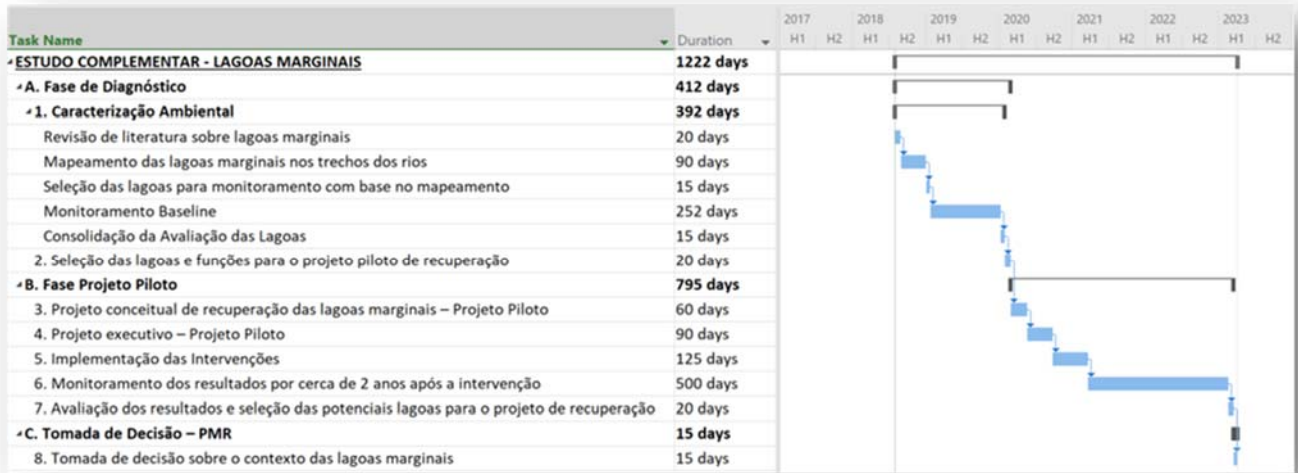 2017 2018 2019 2020 2021 2022 2023
Task Name Duration H1 H2 H1 H2 H1 H2 H1 H2 H1 H2 H1 H2 H1 H2
ESTUDO COMPLEMENTAR - LAGOAS MARGINAIS 1222 days
A. Fase de Diagnóstico 412 days
1. Caracterização Ambiental 392 days
Revisão de literatura sobre lagoas marginais 20 days
Mapeamento das lagoas marginais nos trechos dos rios 90 days
Seleção das lagoas para monitoramento com base no mapeamento 15 days
Monitoramento Baseline 252 days
Consolidação da Avaliação das Lagoas 15 days
2. Seleção das lagoas e funções para o projeto piloto de recuperação 20 days
B. Fase Projeto Piloto 795 days
3. Projeto conceitual de recuperação das lagoas marginais – Projeto Piloto 60 days
4. Projeto executivo – Projeto Piloto 90 days
5. Implementação das Intervenções 125 days
6. Monitoramento dos resultados por cerca de 2 anos após a intervenção 500 days
7. Avaliação dos resultados e seleção das potenciais lagoas para o projeto de recuperação 20 days
C. Tomada de Decisão – PMR 15 days
8. Tomada de decisão sobre o contexto das lagoas marginais 15 days